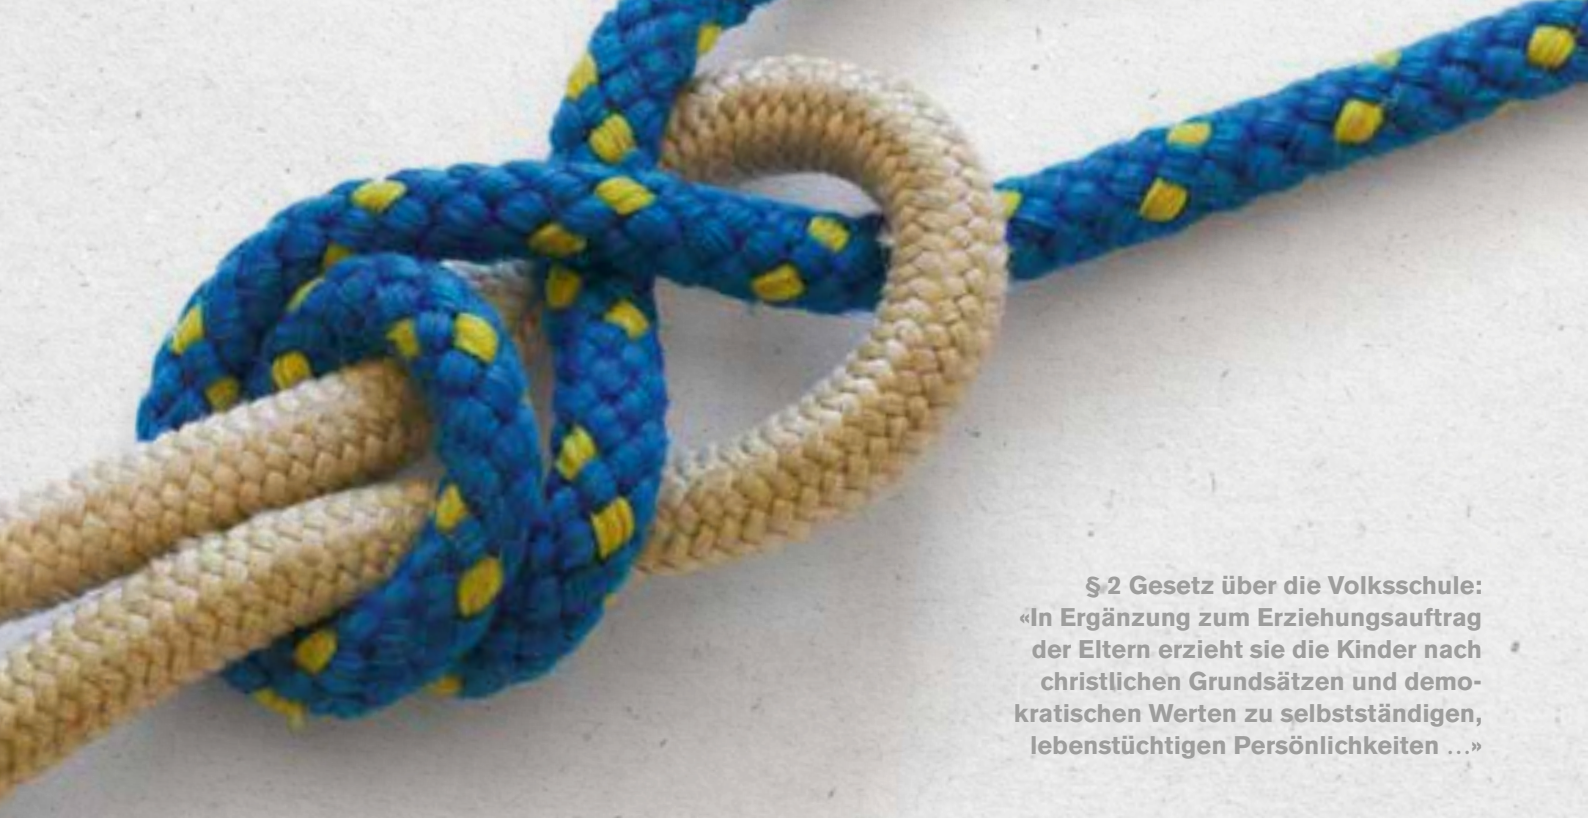 § 2 Gesetz über die Volksschule:
«In Ergänzung zum Erziehungsauftrag
der Eltern erzieht sie die Kinder nach
christlichen Grundsätzen und demo-
kratischen Werten zu selbstständigen,
lebenstüchtigen Persönlichkeiten …»